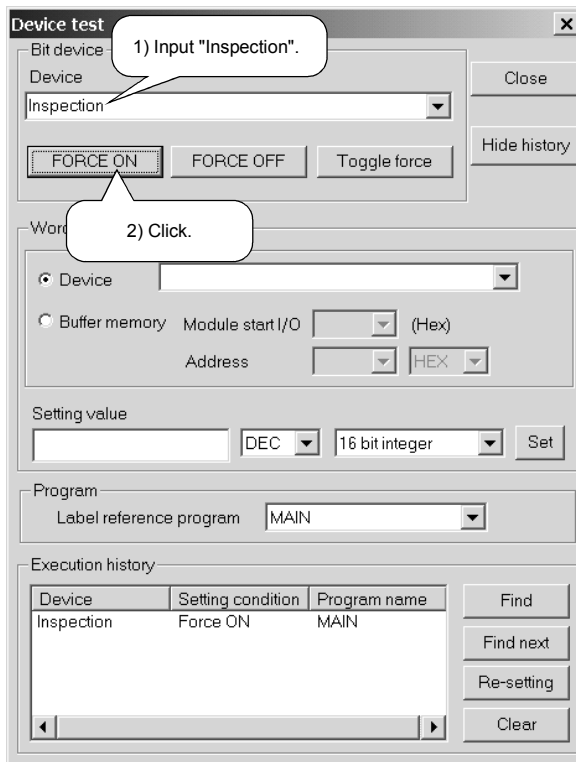 Device test
Bit device
1) Input "Inspection".
Device
Close
Inspection
Hide history
FORCE ON FORCE OFF Toggle force
2) Click.
Device
Buffer memory Module start I/O (Hex)
Address HEX
Setting value
DEC 16 bit integer Set
Program
Label reference program MAIN
Execution history
Device Setting condition Program name Find
Inspection Force ON MAIN
Find next
Re-setting
Clear